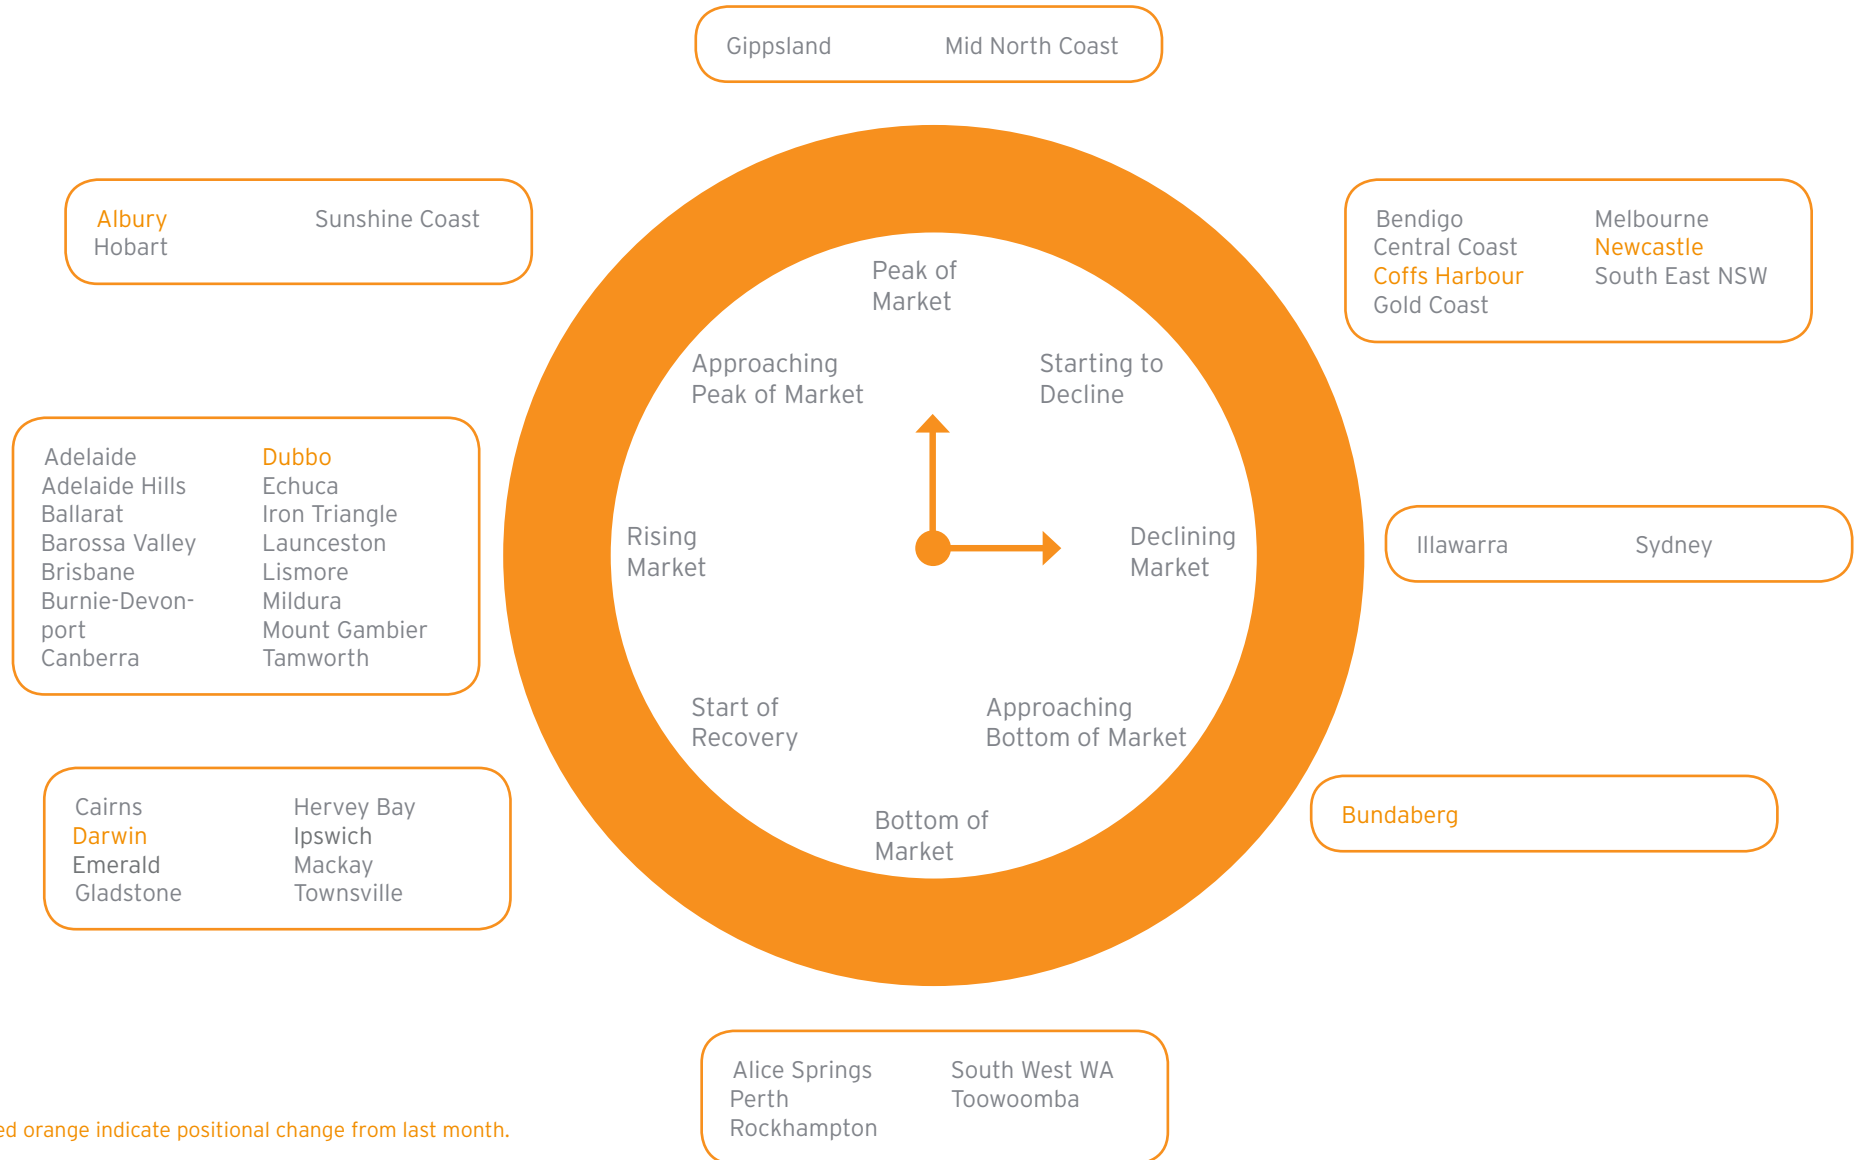 Gippsland
Mid North Coast
Albury
Hobart
Sunshine Coast
Bendigo
Central Coast
Coffs Harbour
Gold Coast
Melbourne
Newcastle
South East NSW
Peak of
Market
Approaching
Peak of Market
Starting to
Decline
Adelaide
Adelaide Hills
Ballarat
Barossa Valley
Brisbane
Burnie-Devon-
port
Canberra
Dubbo
Echuca
Iron Triangle
Launceston
Lismore
Mildura
Mount Gambier
Tamworth
Rising
Market
Declining
Market
Illawarra
Sydney
Start of
Recovery
Approaching
Bottom of Market
Cairns
Darwin
Emerald
Gladstone
Hervey Bay
Ipswich
Mackay
Townsville
Bottom of
Market
Bundaberg
Alice Springs
Perth
Rockhampton
South West WA
Toowoomba
orange indicate positional change from last month.